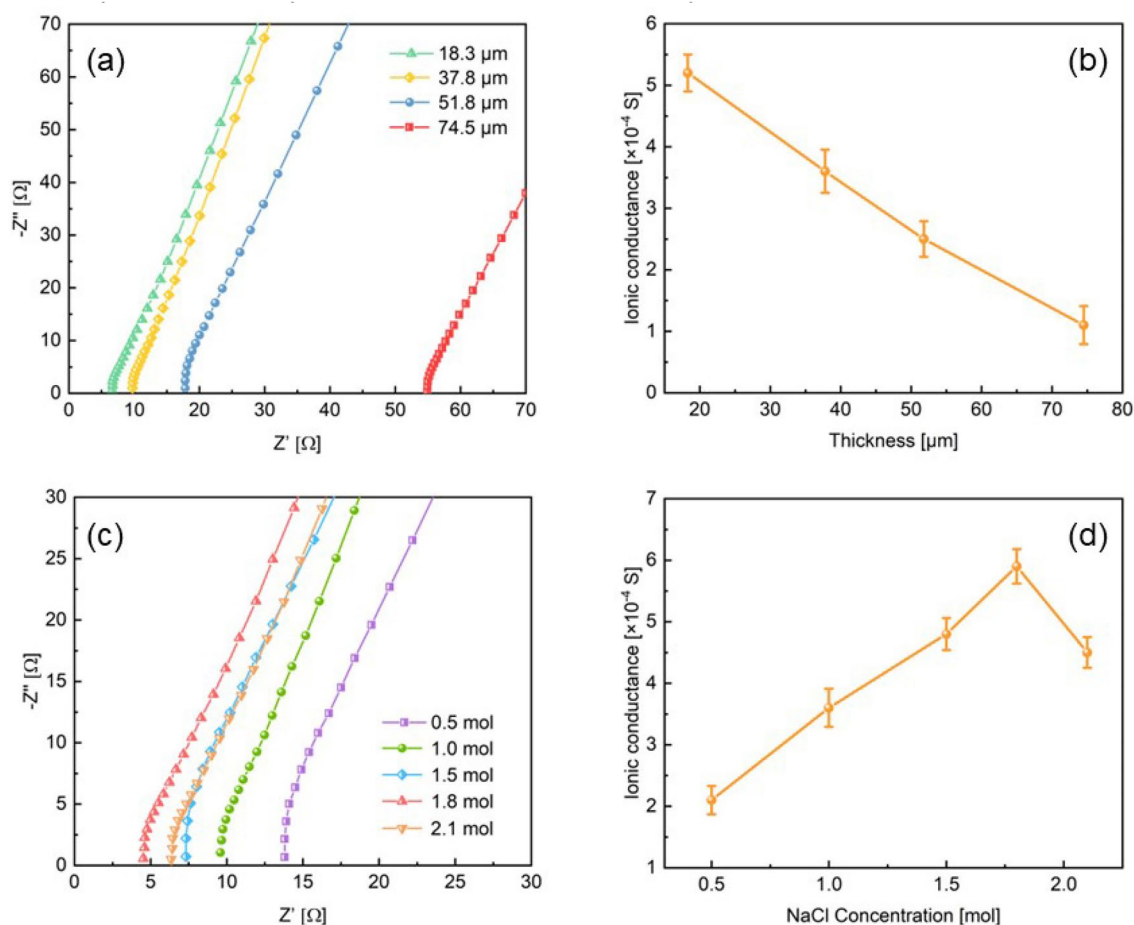 (a)
18.3 µm
37.8 µm
51.8 µm
74.5 µm
70
60
50
40
30
20
10
0
-Z" [Ω]
0 10 20 30 40 50 60 70
Z' [Ω]
(b)
6
5
4
3
2
1
0
Ionic conductance [×10⁻⁴ S]
20 30 40 50 60 70 80
Thickness [µm]
(c)
30
25
20
15
10
5
0
-Z" [Ω]
0.5 mol
1.0 mol
1.5 mol
1.8 mol
2.1 mol
0 5 10 15 20 25 30
Z' [Ω]
(d)
7
6
5
4
3
2
1
Ionic conductance [×10⁻⁴ S]
0.5 1.0 1.5 2.0
NaCl Concentration [mol]